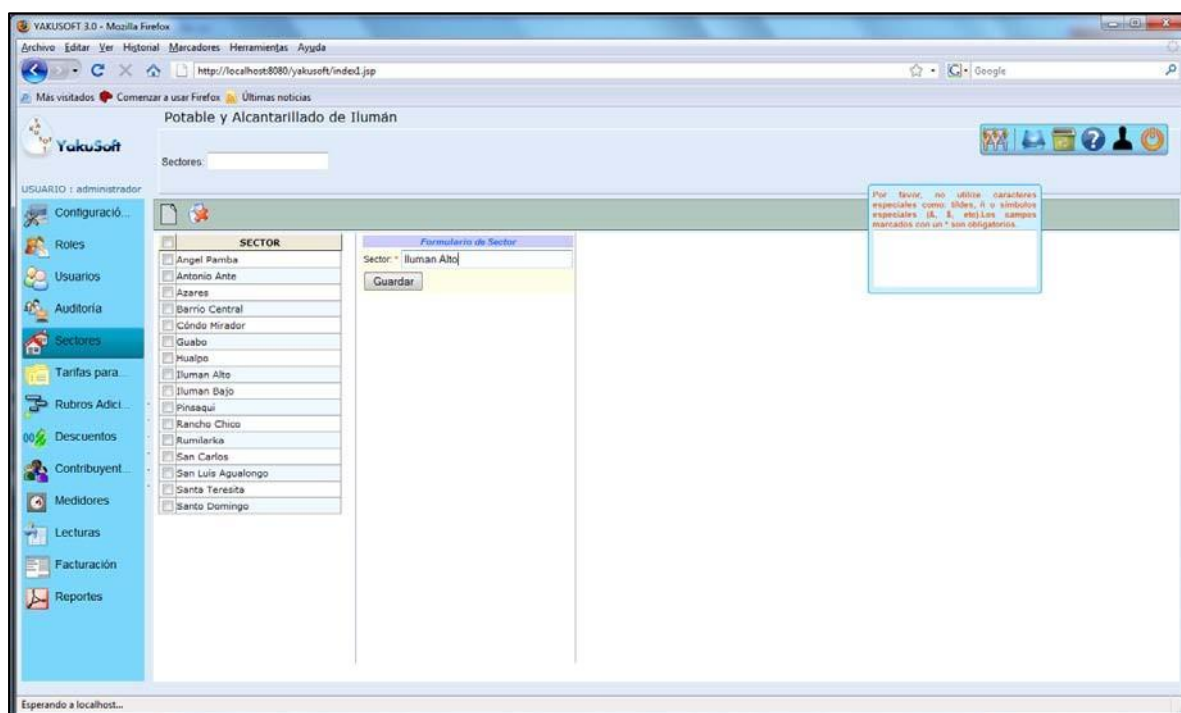 YAKUSOFT 3.0 - Mozilla Firefox
Archivo Editar Ver Historial Marcadores Herramientas Ayuda
http://localhost:8080/yakusoft/index1.jsp
Google
Más visitados Comenzar a usar Firefox Últimas noticias
Potable y Alcantarillado de Ilumán
YakuSoft
Sectores:
USUARIO : administrador
Por favor, no utilize caracteres
especiales como: tildes, ñ o símbolos
especiales (&, $, etc).Los campos
marcados con un * son obligatorios.
Configuració...
Roles
Usuarios
Auditoría
Sectores
Tarifas para...
Rubros Adici...
Descuentos
Contribuyent...
Medidores
Lecturas
Facturación
Reportes
SECTOR
Angel Pamba
Antonio Ante
Azares
Barrio Central
Cóndo Mirador
Guabo
Hualpo
Iluman Alto
Iluman Bajo
Pinsaqui
Rancho Chico
Rumilarka
San Carlos
San Luis Agualongo
Santa Teresita
Santo Domingo
Formulario de Sector
Sector: * Iluman Alto
Guardar
Esperando a localhost...